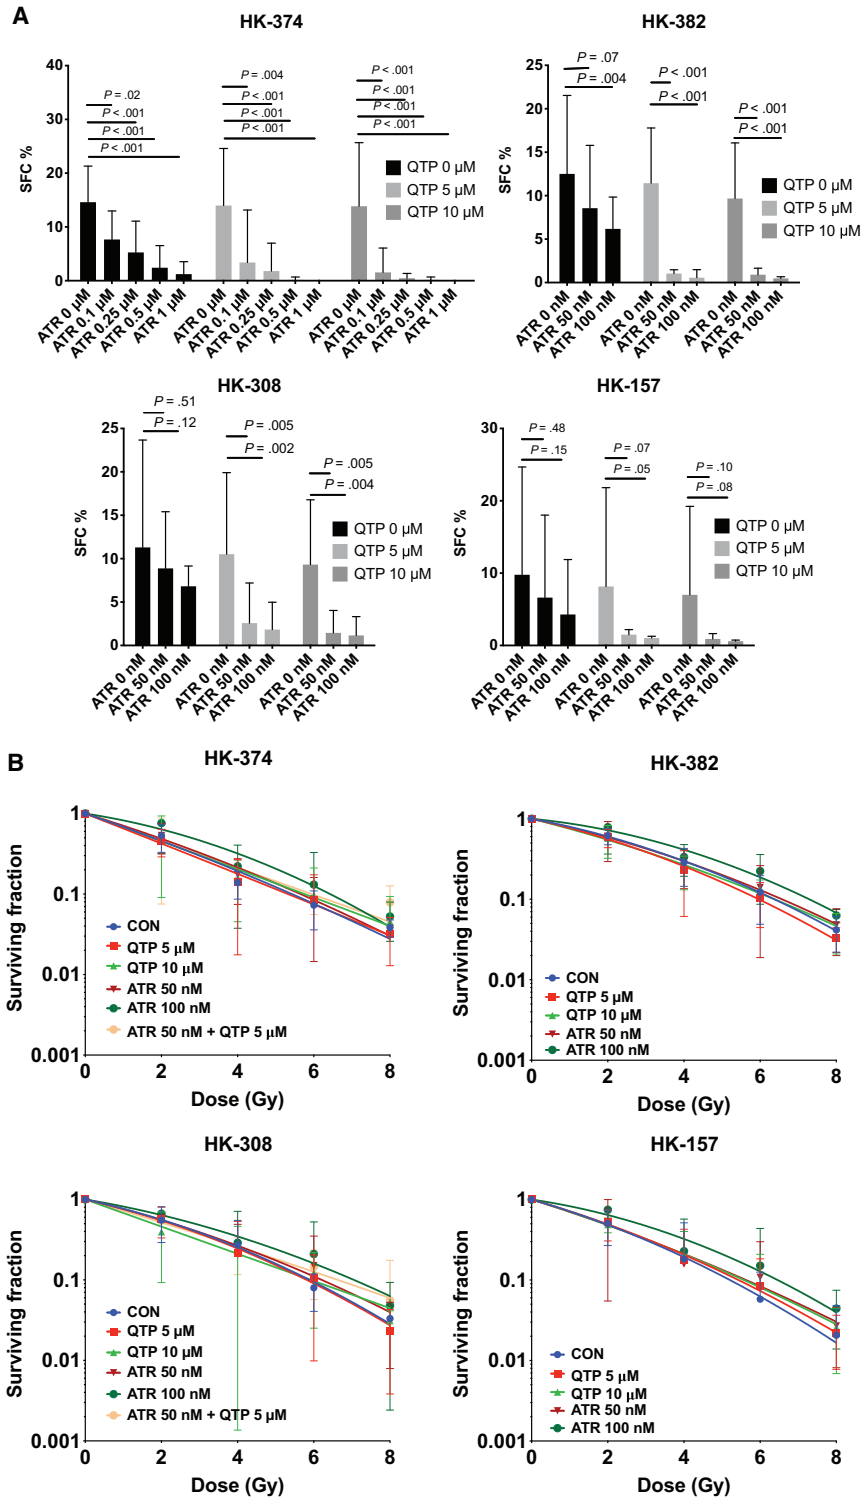 A
HK-374
SFC %
40
30
20
10
0
P = .02
P < .001
P < .001
P < .001
P = .004
P < .001
P < .001
P < .001
P < .001
P < .001
P < .001
P < .001
QTP 0 µM
QTP 5 µM
QTP 10 µM
ATR 0 µM
ATR 0.1 µM
ATR 0.25 µM
ATR 0.5 µM
ATR 1 µM
ATR 0 µM
ATR 0.1 µM
ATR 0.25 µM
ATR 0.5 µM
ATR 1 µM
ATR 0 µM
ATR 0.1 µM
ATR 0.25 µM
ATR 0.5 µM
ATR 1 µM
HK-382
SFC %
25
20
15
10
5
0
P = .07
P = .004
P < .001
P < .001
P < .001
P < .001
QTP 0 µM
QTP 5 µM
QTP 10 µM
ATR 0 nM
ATR 50 nM
ATR 100 nM
ATR 0 nM
ATR 50 nM
ATR 100 nM
ATR 0 nM
ATR 50 nM
ATR 100 nM
HK-308
SFC %
25
20
15
10
5
0
P = .51
P = .12
P = .005
P = .002
P = .005
P = .004
QTP 0 µM
QTP 5 µM
QTP 10 µM
ATR 0 nM
ATR 50 nM
ATR 100 nM
ATR 0 nM
ATR 50 nM
ATR 100 nM
ATR 0 nM
ATR 50 nM
ATR 100 nM
HK-157
SFC %
30
20
10
0
P = .48
P = .15
P = .07
P = .05
P = .10
P = .08
QTP 0 µM
QTP 5 µM
QTP 10 µM
ATR 0 nM
ATR 50 nM
ATR 100 nM
ATR 0 nM
ATR 50 nM
ATR 100 nM
ATR 0 nM
ATR 50 nM
ATR 100 nM
B
HK-374
Surviving fraction
1
0.1
0.01
0.001
CON
QTP 5 µM
QTP 10 µM
ATR 50 nM
ATR 100 nM
ATR 50 nM + QTP 5 µM
0 2 4 6 8
Dose (Gy)
HK-382
Surviving fraction
1
0.1
0.01
0.001
CON
QTP 5 µM
QTP 10 µM
ATR 50 nM
ATR 100 nM
0 2 4 6 8
Dose (Gy)
HK-308
Surviving fraction
1
0.1
0.01
0.001
CON
QTP 5 µM
QTP 10 µM
ATR 50 nM
ATR 100 nM
ATR 50 nM + QTP 5 µM
0 2 4 6 8
Dose (Gy)
HK-157
Surviving fraction
1
0.1
0.01
0.001
CON
QTP 5 µM
QTP 10 µM
ATR 50 nM
ATR 100 nM
0 2 4 6 8
Dose (Gy)